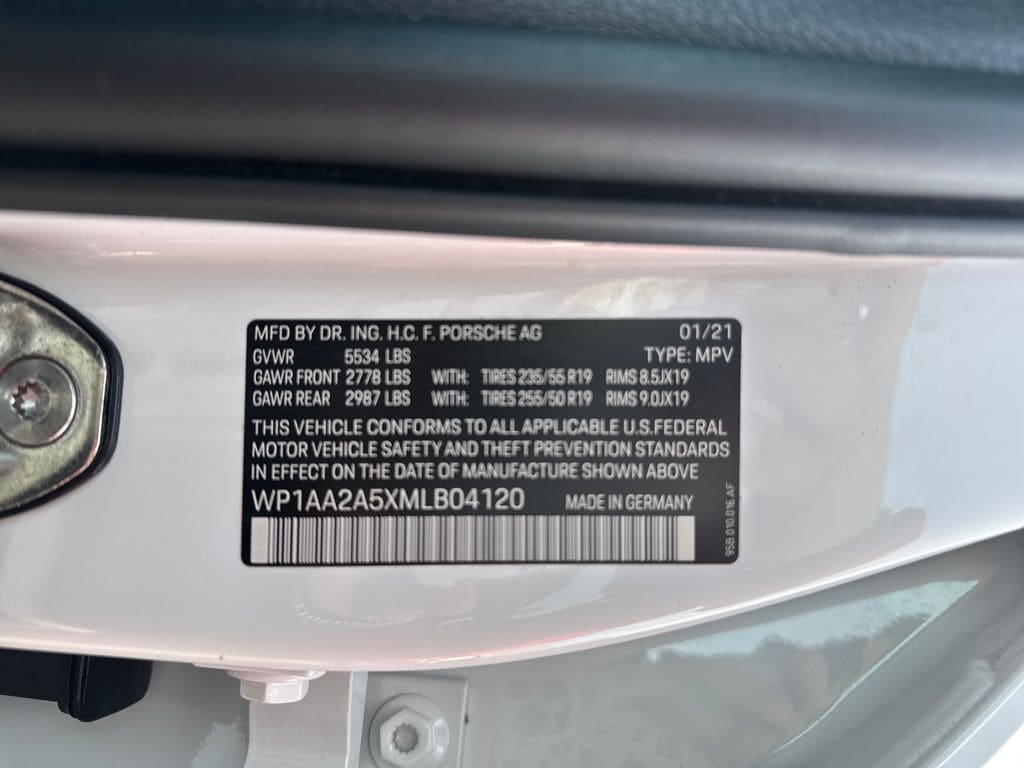 MFD BY DR. ING. H.C. F. PORSCHE AG 01/21
GVWR 5534 LBS TYPE: MPV
GAWR FRONT 2778 LBS WITH: TIRES 235/55 R19 RIMS 8.5JX19
GAWR REAR 2987 LBS WITH: TIRES 255/50 R19 RIMS 9.0JX19
THIS VEHICLE CONFORMS TO ALL APPLICABLE U.S.FEDERAL
MOTOR VEHICLE SAFETY AND THEFT PREVENTION STANDARDS
IN EFFECT ON THE DATE OF MANUFACTURE SHOWN ABOVE
WP1AA2A5XMLB04120 MADE IN GERMANY
95B.010.016.AF